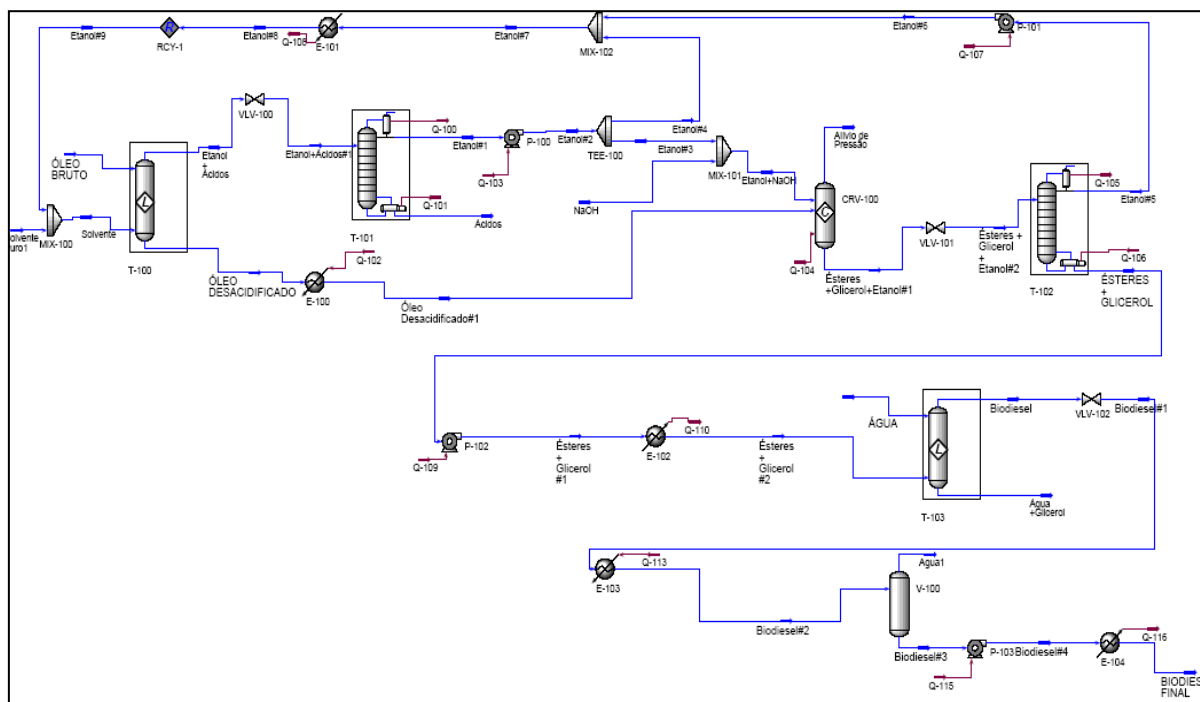 Etanol#9
RCY-1
Etanol#8
Q-108
E-101
Etanol#7
MIX-102
Etanol#6
Q-107
P-101
VLV-100
Etanol
+
Ácidos
Etanol+Ácidos#1
Q-100
Etanol#1
P-100
Q-103
Etanol#2
TEE-100
Etanol#4
Etanol#3
MIX-101
Etanol+NaOH
NaOH
Alívio de
Pressão
CRV-100
Q-104
ÓLEO
BRUTO
Solvente
MIX-100
T-100
Q-101
Ácidos
T-101
Q-102
ÓLEO
DESACIDIFICADO
E-100
Óleo
Desacidificado#1
Ésteres
+Glicerol+Etanol#1
VLV-101
Ésteres +
Glicerol
+
Etanol#2
Q-105
Etanol#5
Q-106
T-102
ÉSTERES
+
GLICEROL
P-102
Q-109
Ésteres
+
Glicerol
#1
Q-110
E-102
Ésteres
+
Glicerol
#2
ÁGUA
Biodiesel
VLV-102
Biodiesel#1
T-103
Agua
+Glicerol
Q-113
E-103
Biodiesel#2
Agua1
V-100
Biodiesel#3
P-103
Q-115
Biodiesel#4
Q-116
E-104
FINAL